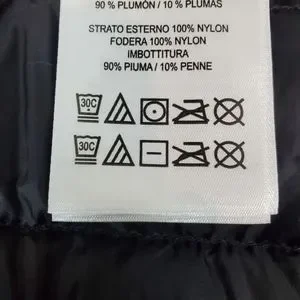 90 % PLUMÓN / 10 % PLUMAS
STRATO ESTERNO 100% NYLON
FODERA 100% NYLON
IMBOTTITURA
90% PIUMA / 10% PENNE
30C
30C